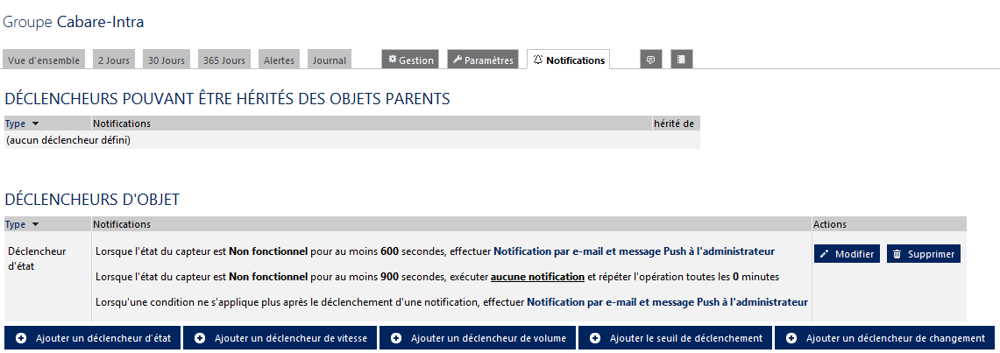 Groupe Cabare-Intra
Vue d'ensemble 2 Jours 30 Jours 365 Jours Alertes Journal Gestion Paramètres Notifications
DÉCLENCHEURS POUVANT ÊTRE HÉRITÉS DES OBJETS PARENTS
Type Notifications hérité de
(aucun déclencheur défini)
DÉCLENCHEURS D'OBJET
Type Notifications Actions
Déclencheur d'état
Lorsque l'état du capteur est Non fonctionnel pour au moins 600 secondes, effectuer Notification par e-mail et message Push à l'administrateur
Modifier Supprimer
Lorsque l'état du capteur est Non fonctionnel pour au moins 900 secondes, exécuter aucune notification et répéter l'opération toutes les 0 minutes
Lorsqu'une condition ne s'applique plus après le déclenchement d'une notification, effectuer Notification par e-mail et message Push à l'administrateur
Ajouter un déclencheur d'état Ajouter un déclencheur de vitesse Ajouter un déclencheur de volume Ajouter le seuil de déclenchement Ajouter un déclencheur de changement